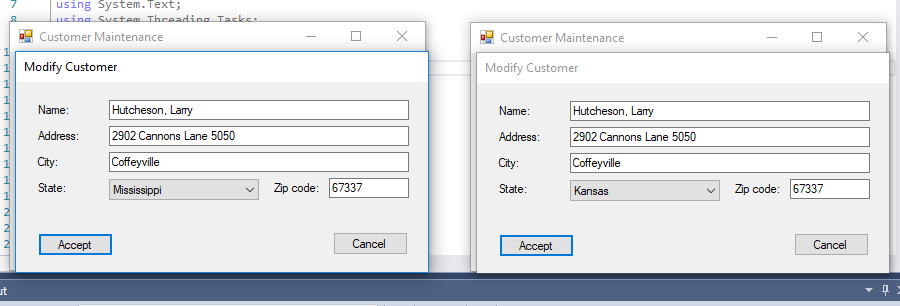 7 using System.Text;
8 using System.Threading.Tasks;
Customer Maintenance
Modify Customer
Name: Hutcheson, Larry
Address: 2902 Cannons Lane 5050
City: Coffeyville
State: Mississippi Zip code: 67337
Accept Cancel
Customer Maintenance
Modify Customer
Name: Hutcheson, Larry
Address: 2902 Cannons Lane 5050
City: Coffeyville
State: Kansas Zip code: 67337
Accept Cancel